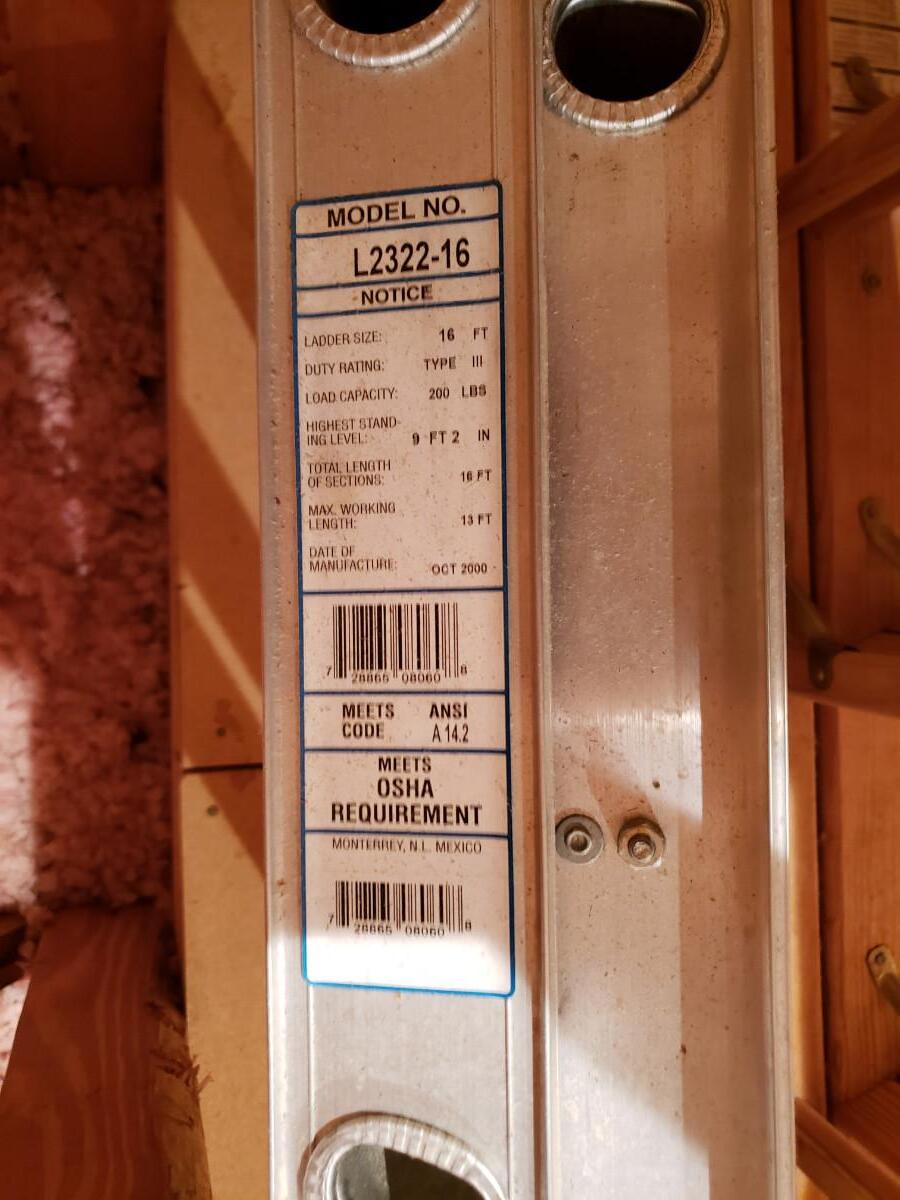 MODEL NO.
L2322-16
NOTICE
LADDER SIZE: 16 FT
DUTY RATING: TYPE III
LOAD CAPACITY: 200 LBS
HIGHEST STAND-
ING LEVEL: 9 FT 2 IN
TOTAL LENGTH
OF SECTIONS: 16 FT
MAX. WORKING
LENGTH: 13 FT
DATE OF
MANUFACTURE: OCT 2000
7 28865 08060 8
MEETS ANSI
CODE A 14.2
MEETS
OSHA
REQUIREMENT
MONTERREY, N.L. MEXICO
7 28865 08060 8